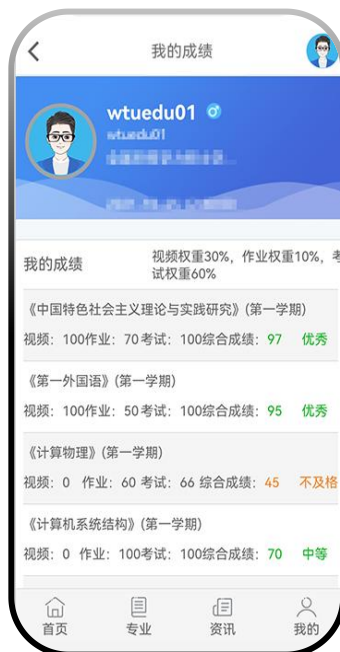 我的成绩
wtuedu01
wtuedu01
我的成绩
视频权重30%，作业权重10%，考
试权重60%
《中国特色社会主义理论与实践研究》(第一学期)
视频：100作业：70考试：100综合成绩：97 优秀
《第一外国语》(第一学期)
视频：100作业：50考试：100综合成绩：95 优秀
《计算物理》(第一学期)
视频：0 作业：60 考试：66 综合成绩：45 不及格
《计算机系统结构》(第一学期)
视频：0 作业：100考试：100综合成绩：70 中等
首页 专业 资讯 我的